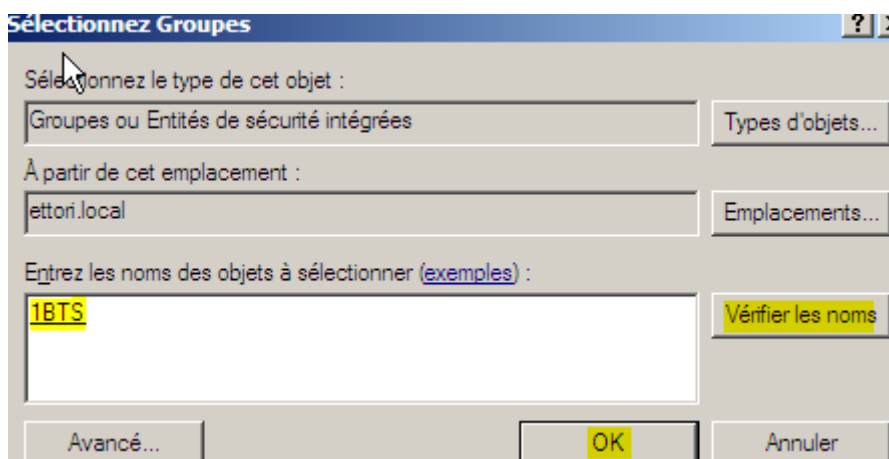 Sélectionnez Groupes
Sélectionnez le type de cet objet :
Groupes ou Entités de sécurité intégrées
Types d'objets...
À partir de cet emplacement :
ettori.local
Emplacements...
Entrez les noms des objets à sélectionner (exemples) :
1BTS
Vérifier les noms
Avancé...
OK
Annuler